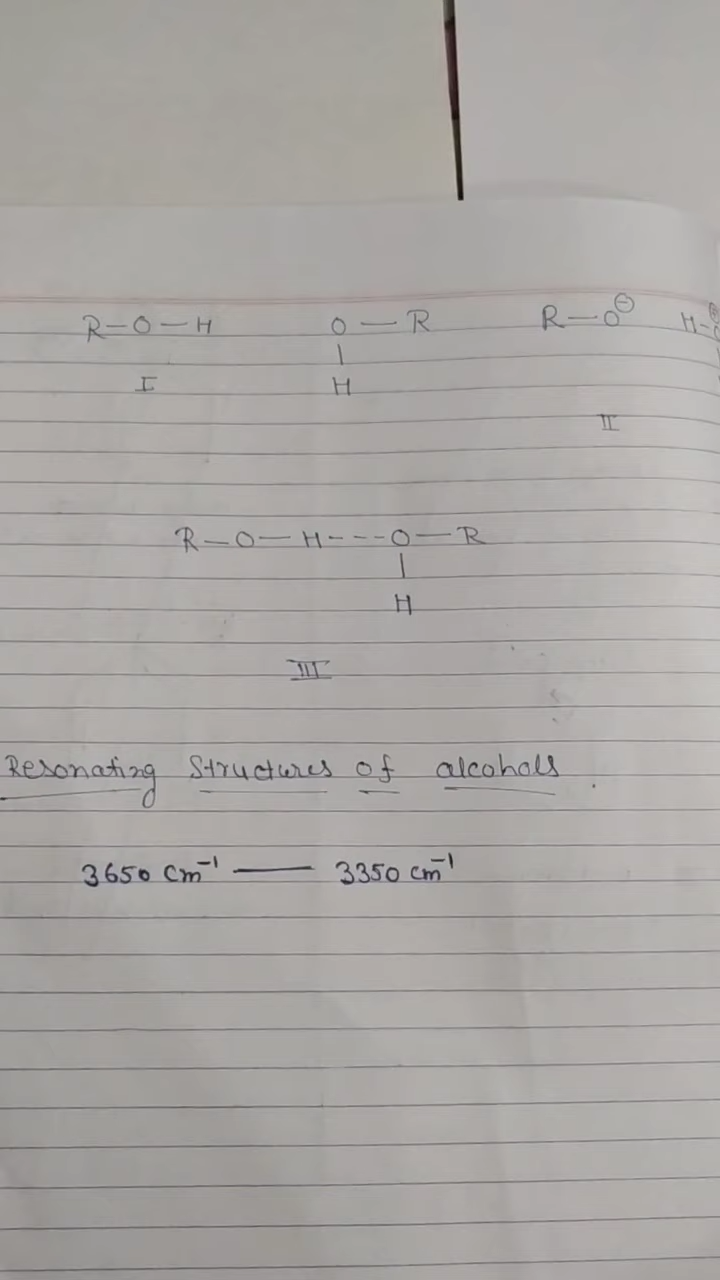 R—O—H O—R R—O⊖ H—O
|
I H
II
R—O—H---O—R
|
H
III
Resonating Structures of alcohols.
3650 cm⁻¹ —— 3350 cm⁻¹